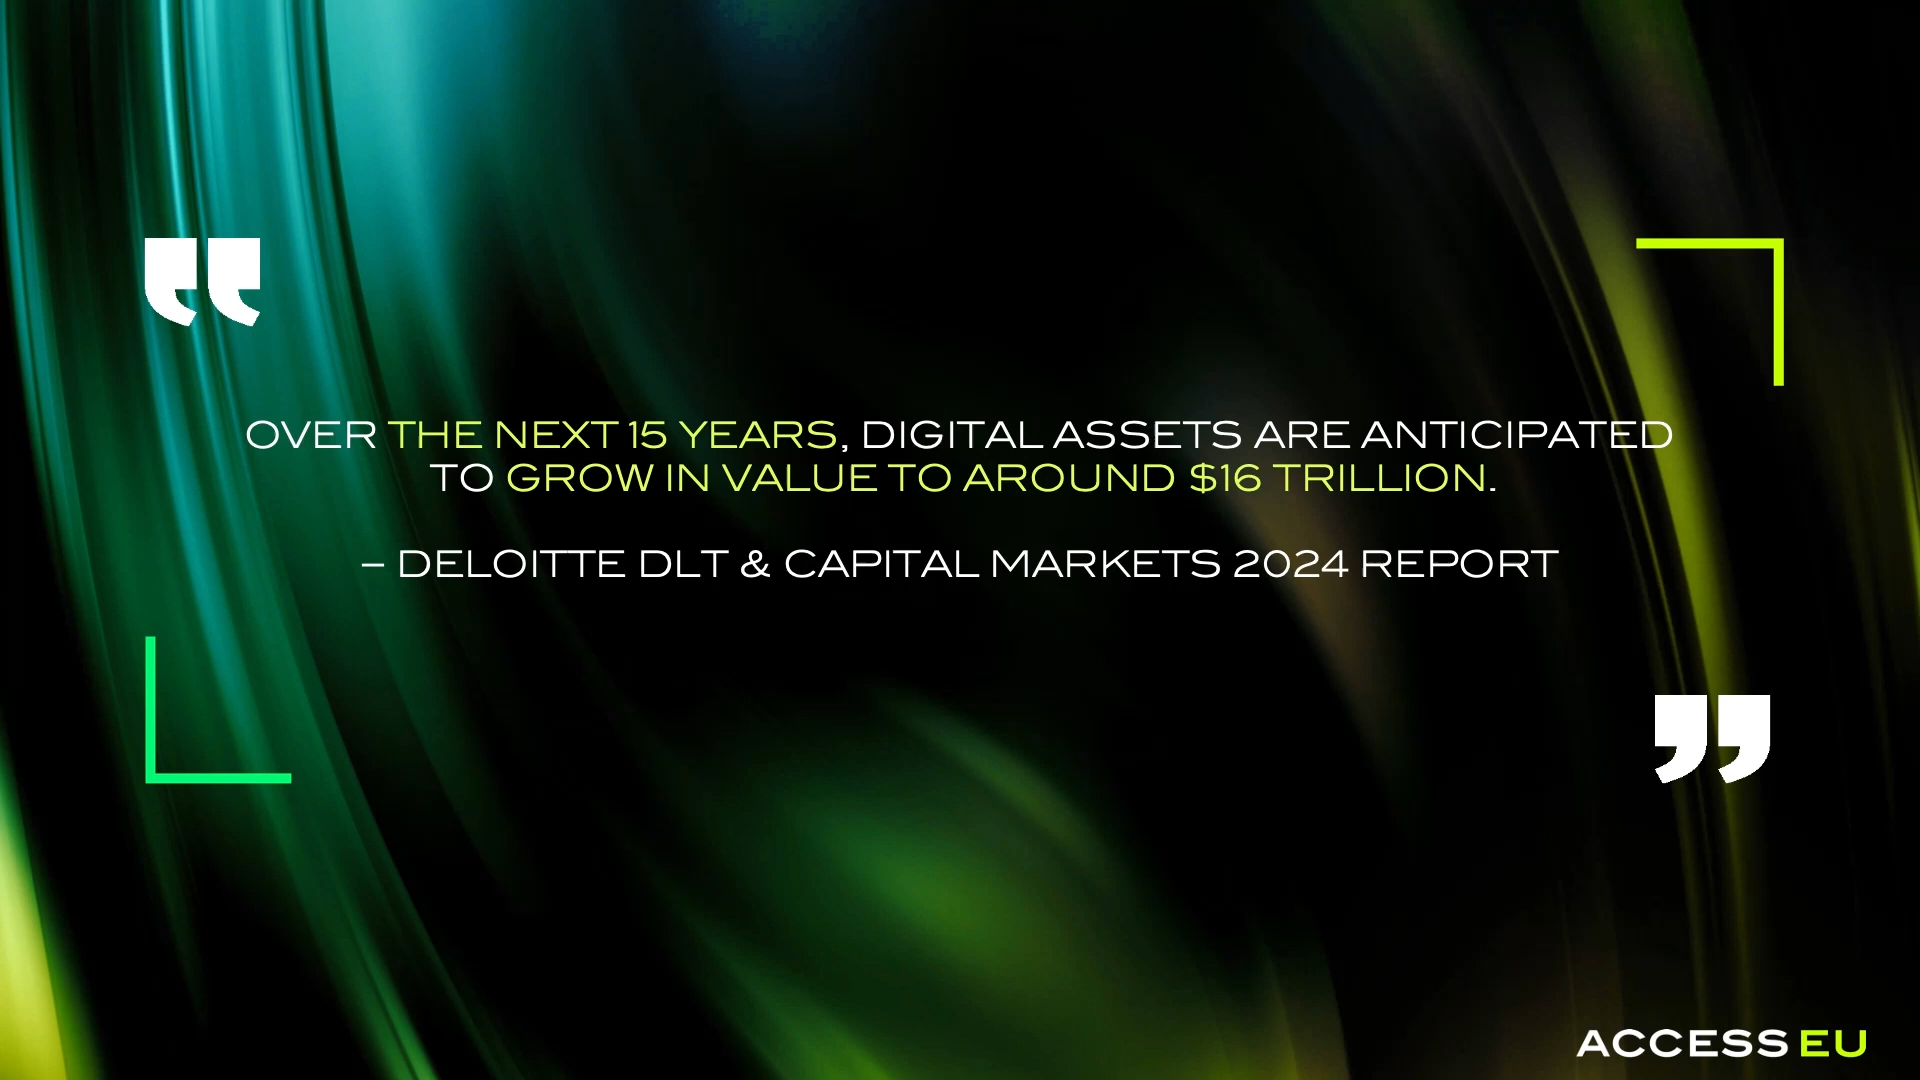 OVER THE NEXT 15 YEARS, DIGITAL ASSETS ARE ANTICIPATED
TO GROW IN VALUE TO AROUND $16 TRILLION.
– DELOITTE DLT & CAPITAL MARKETS 2024 REPORT
ACCESS EU